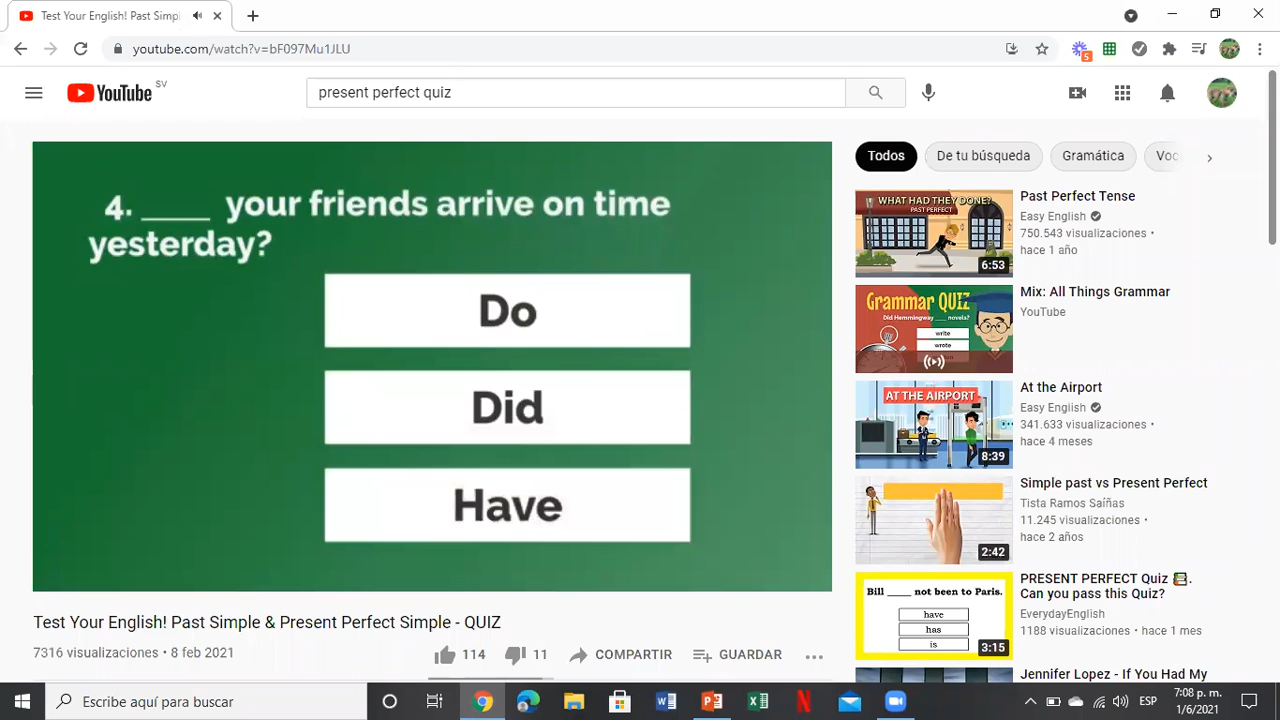 Test Your English! Past Simpl
youtube.com/watch?v=bF097Mu1JLU
5
YouTube SV
present perfect quiz
4. ____ your friends arrive on time
yesterday?
Do
Did
Have
Test Your English! Past Simple & Present Perfect Simple - QUIZ
7316 visualizaciones • 8 feb 2021
114
11
COMPARTIR
GUARDAR
Todos
De tu búsqueda
Gramática
Voc
WHAT HAD THEY DONE?
PAST PERFECT
6:53
Past Perfect Tense
Easy English
750.543 visualizaciones •
hace 1 año
Grammar QUIZ
Did Hemmingway ___ novels?
write
wrote
Mix: All Things Grammar
YouTube
AT THE AIRPORT
8:39
At the Airport
Easy English
341.633 visualizaciones •
hace 4 meses
2:42
Simple past vs Present Perfect
Tista Ramos Saíñas
11.245 visualizaciones •
hace 2 años
Bill ____ not been to Paris.
have
has
is
3:15
PRESENT PERFECT Quiz 📚.
Can you pass this Quiz?
EverydayEnglish
1188 visualizaciones • hace 1 mes
Jennifer Lopez - If You Had My
Escribe aquí para buscar
ESP
7:08 p. m.
1/6/2021